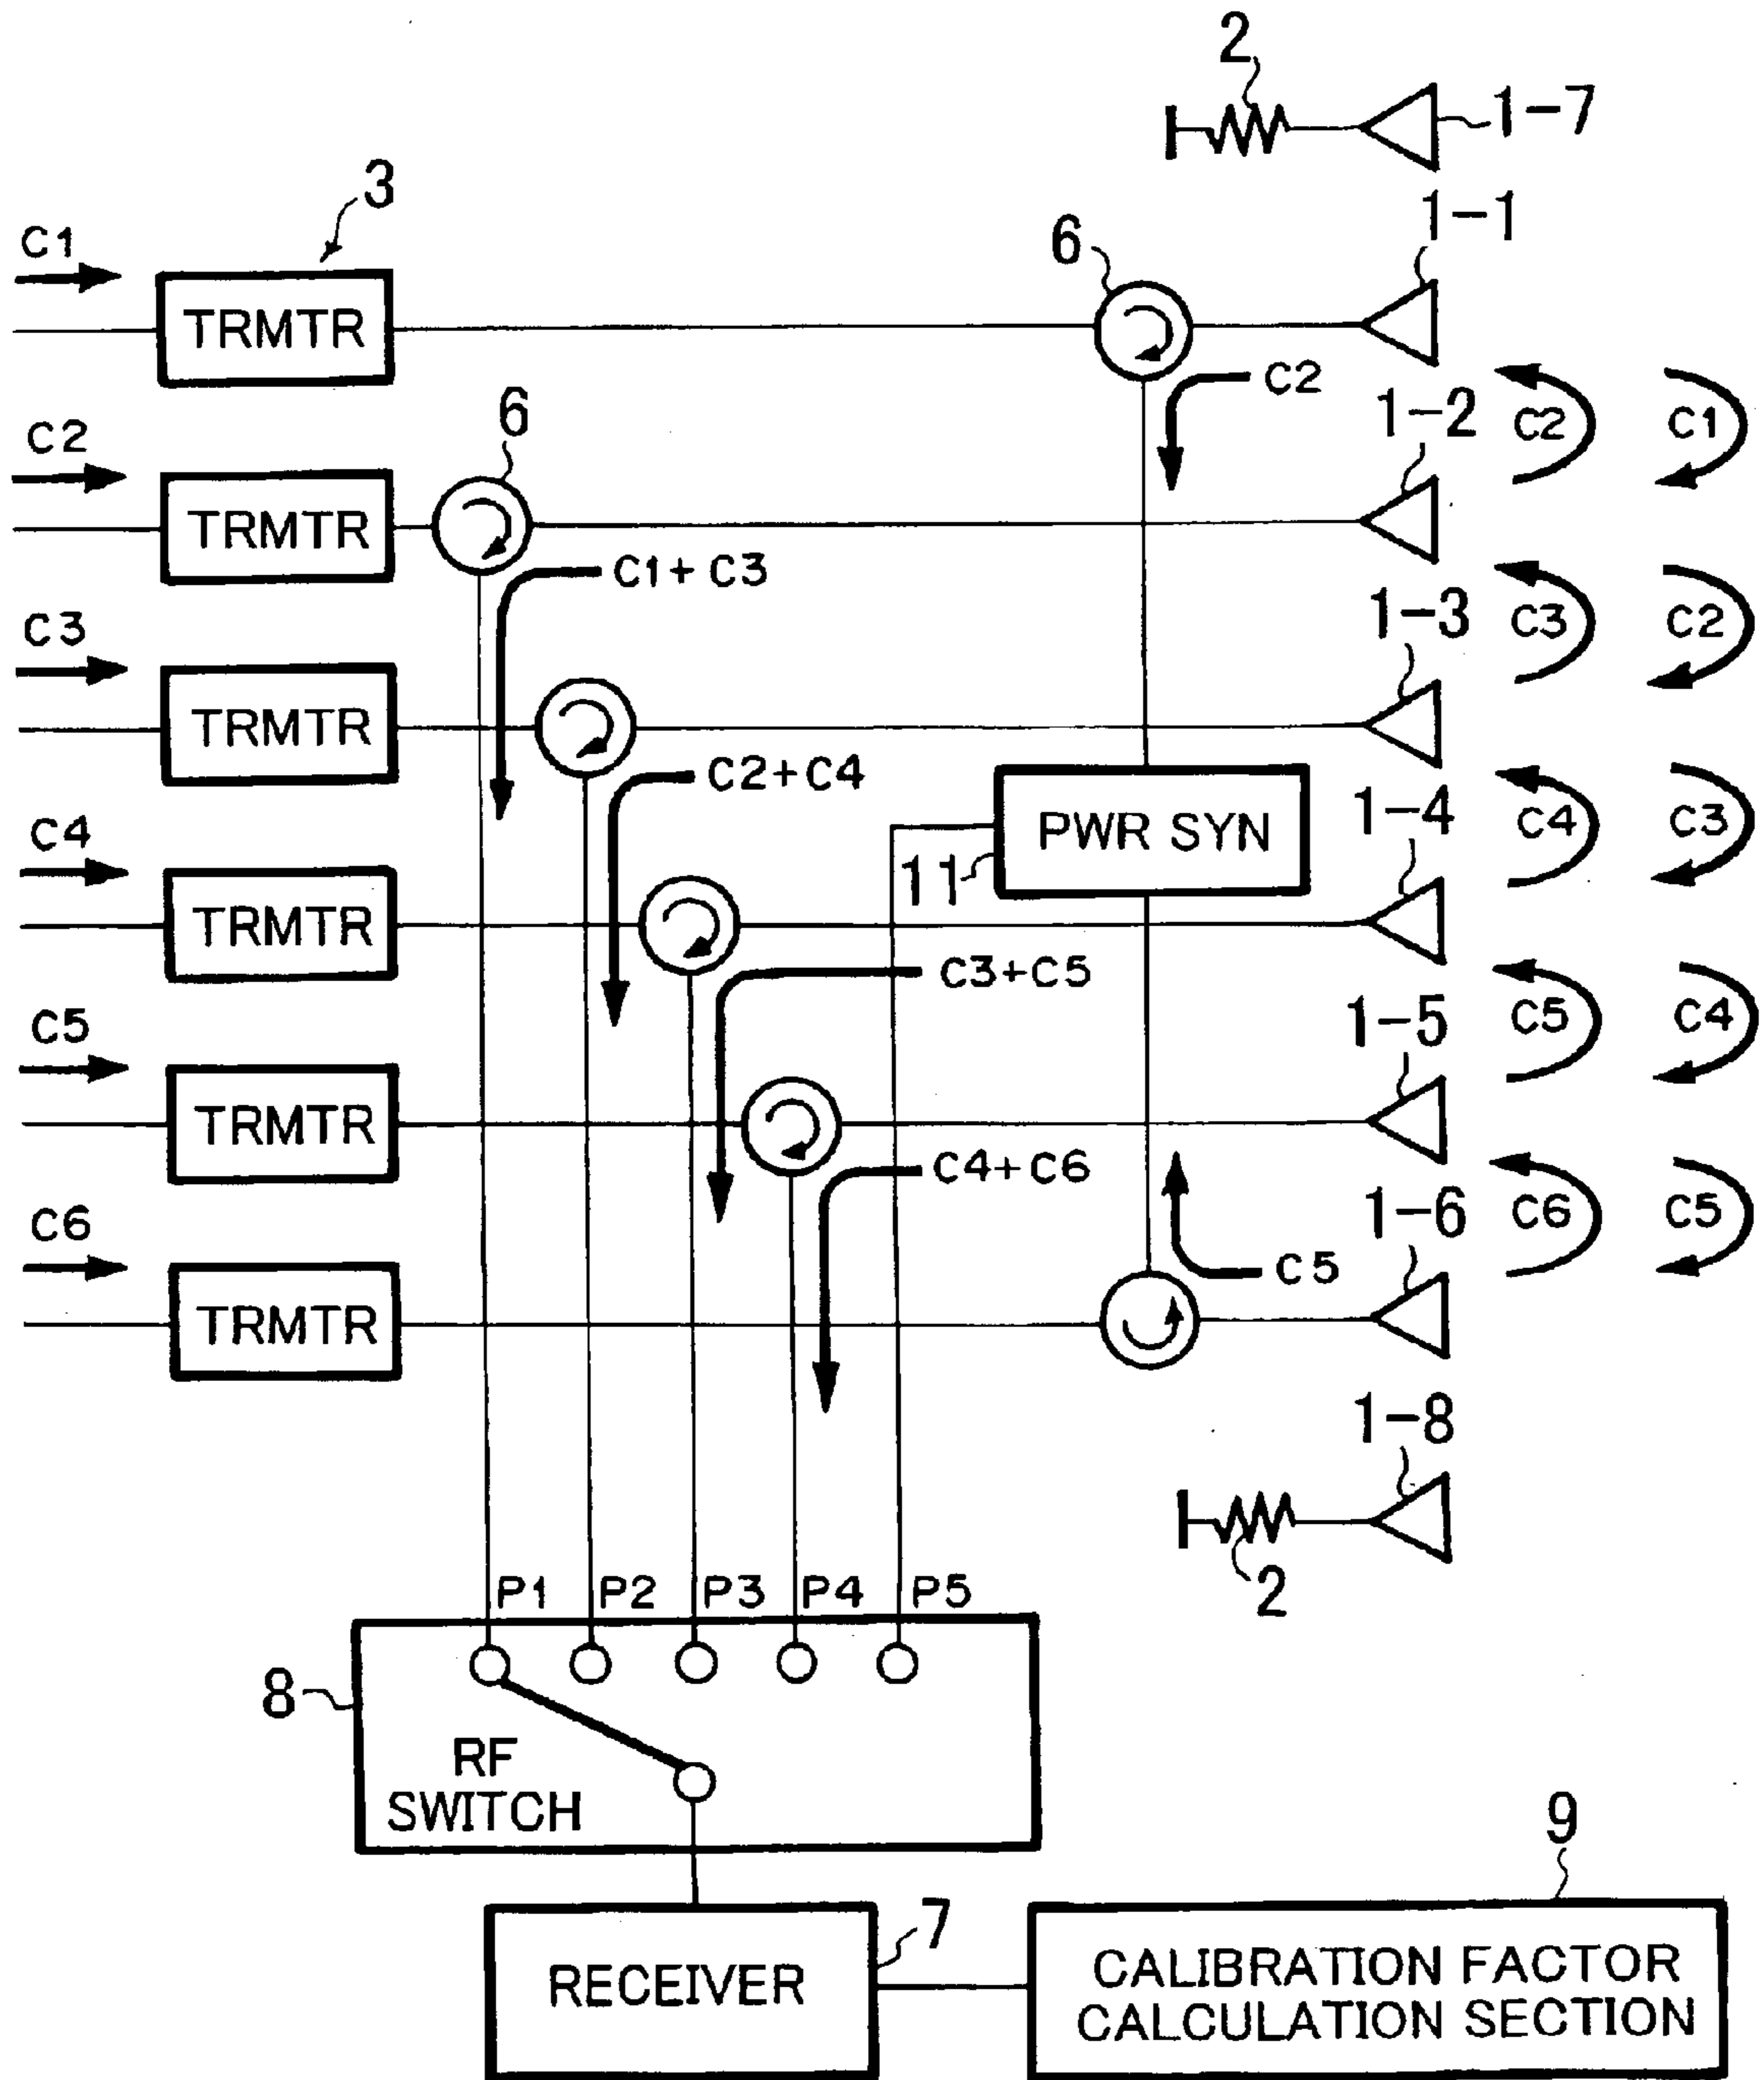 2
1-7
3
1-1
C1
6
TRMTR
C2
1-2
C2
C1
C2
6
TRMTR
C1+C3
1-3
C3
C2
C3
TRMTR
C2+C4
1-4
C4
C3
PWR SYN
11
C4
TRMTR
C3+C5
1-5
C5
C4
C5
TRMTR
C4+C6
1-6
C6
C5
C6
C5
TRMTR
1-8
2
P1
P2
P3
P4
P5
8
RF
SWITCH
9
7
RECEIVER
CALIBRATION FACTOR
CALCULATION SECTION